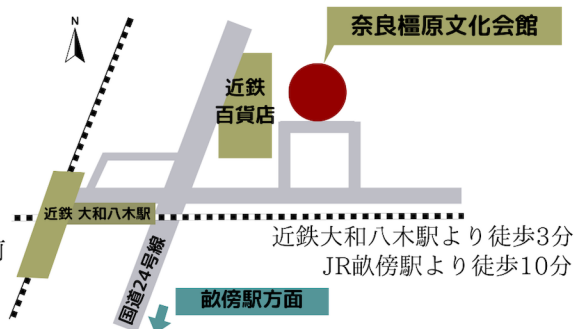 N
奈良橿原文化会館
近鉄
百貨店
近鉄 大和八木駅
国道24号線
近鉄大和八木駅より徒歩3分
JR畝傍駅より徒歩10分
畝傍駅方面